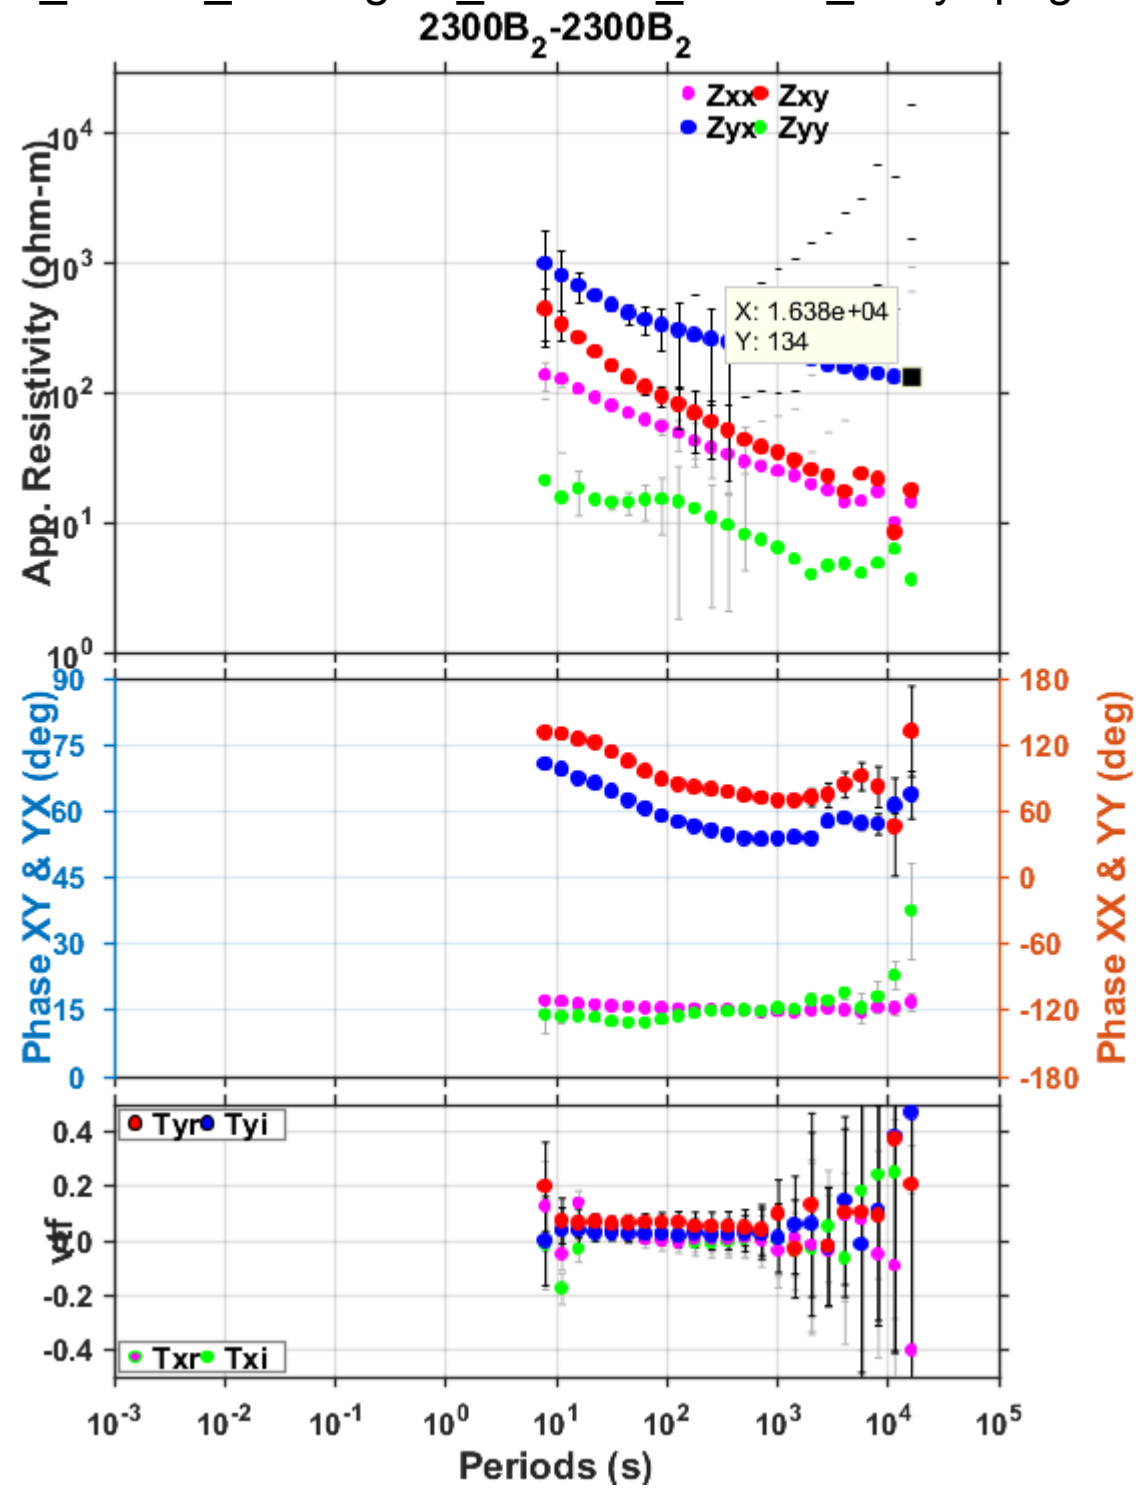 2300B2-2300B2
Zxx Zxy
Zyx Zyy
App. Resistivity (ohm-m)
10^4
10^3
10^2
10^1
10^0
X: 1.638e+04
Y: 134
Phase XY & YX (deg)
90
75
60
45
30
15
0
180
120
60
0
-60
-120
-180
Phase XX & YY (deg)
Tyr Tyi
vtf
0.4
0.2
0.0
-0.2
-0.4
Txr Txi
10^-3 10^-2 10^-1 10^0 10^1 10^2 10^3 10^4 10^5
Periods (s)